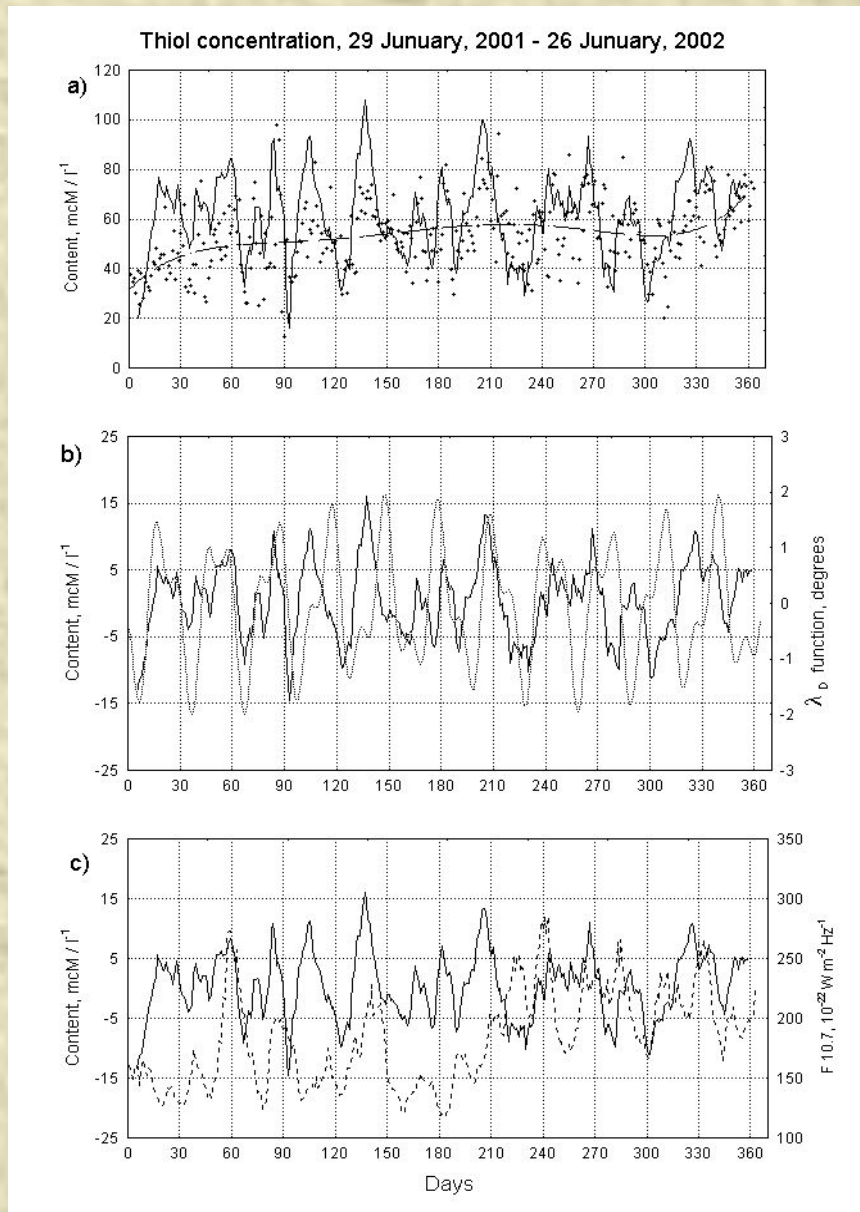 Thiol concentration, 29 Junuary, 2001 - 26 Junuary, 2002
a)
Content, mcM / l⁻¹
120
100
80
60
40
20
0
0 30 60 90 120 150 180 210 240 270 300 330 360
b)
Content, mcM / l⁻¹
25
15
5
-5
-15
-25
3
2
1
0
-1
-2
-3
λ D function, degrees
0 30 60 90 120 150 180 210 240 270 300 330 360
c)
Content, mcM / l⁻¹
25
15
5
-5
-15
-25
350
300
250
200
150
100
F 10.7, 10⁻²² W m⁻² Hz⁻¹
0 30 60 90 120 150 180 210 240 270 300 330 360
Days